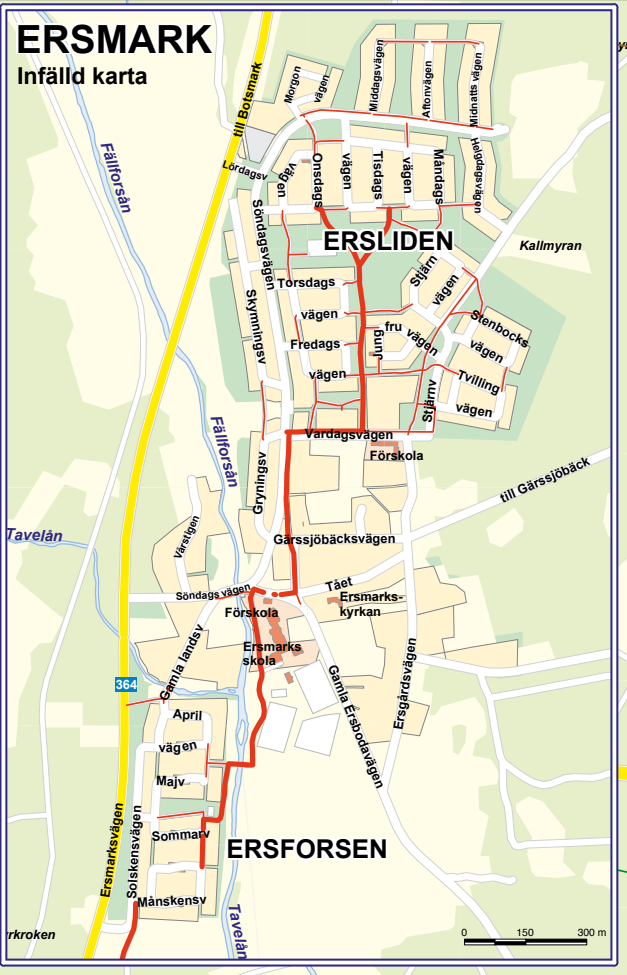 ERSMARK
Infälld karta
till Botsmark
Morgon
vägen
Middagsvägen
Aftonvägen
Midnatts vägen
Fällforsån
Lördagsv
vägen
Onsdags
vägen
Tisdags
vägen
Måndags
Helgdagsvägen
Söndagsvägen
ERSLIDEN
Kallmyran
Skymningsv
Torsdags
vägen
Stjärn
vägen
Fredags
vägen
Jung
fru
vägen
Stenbocks
vägen
Tvilling
vägen
Stjärnv
Vardagsvägen
Förskola
Fällforsån
Gryningsv
till Gärssjöbäck
Vårstigen
Tavelån
Gärssjöbäcksvägen
Söndags vägen
Tået
Förskola
Ersmarks-
kyrkan
Ersmarks
skola
Gamla landsv
Gamla Ersbodavägen
Ersgårdsvägen
364
April
vägen
Majv
Sommarv
Solskensvägen
Ersmarksvägen
ERSFORSEN
Månskensv
Tavelån
rkroken
0 150 300 m